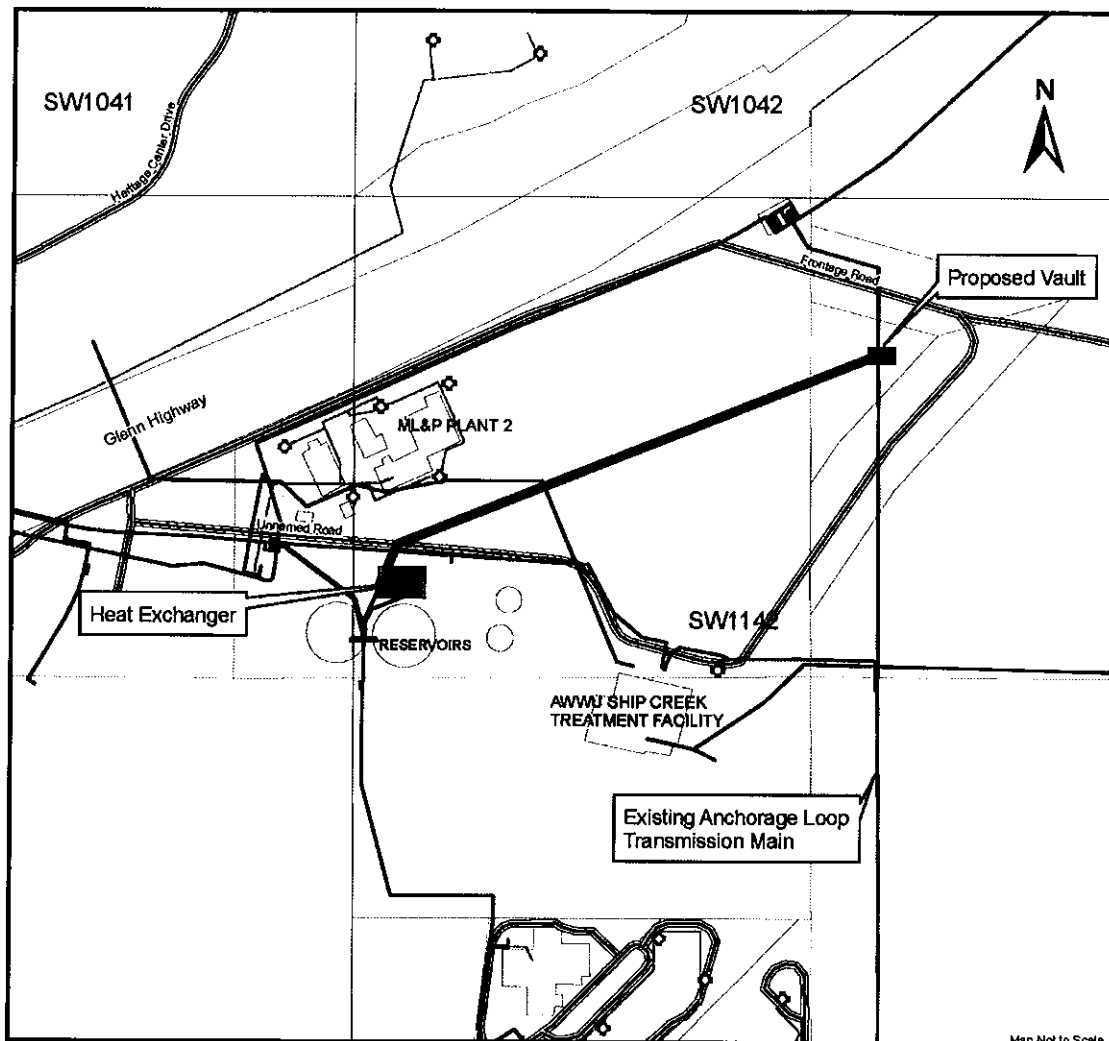 SW1041
SW1042
N
Heritage Center Drive
Frontage Road
Proposed Vault
Glenn Highway
ML&P PLANT 2
Unnamed Road
Heat Exchanger
SW1142
RESERVOIRS
AWWU SHIP CREEK
TREATMENT FACILITY
Existing Anchorage Loop
Transmission Main
Map Not to Scale